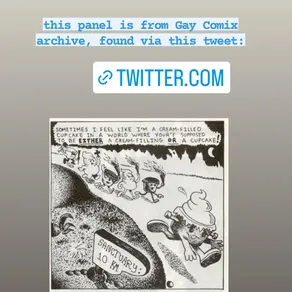 this panel is from Gay Comix
archive, found via this tweet:
TWITTER.COM
SOMETIMES I FEEL LIKE I'M A CREAM-FILLED
CUPCAKE IN A WORLD WHERE YOU'RE SUPPOSED
TO BE EITHER A CREAM-FILLING OR A CUPCAKE!
SANCTUARY:
10 KM